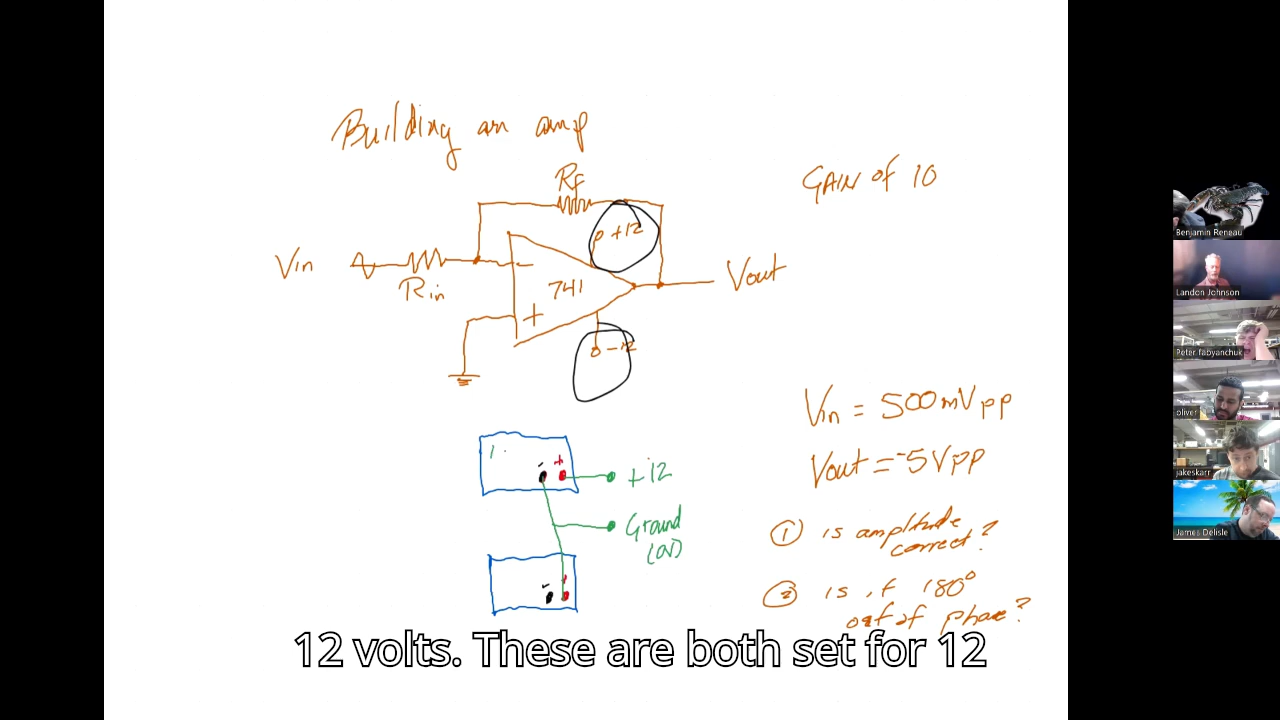 Building an amp
Rf
GAIN of 10
+12
Vin
Rin
741
Vout
+
-12
Vin = 500mVpp
Vout = -5Vpp
- +
+12
Ground
(0V)
① is amplitude
correct?
- +
② is it 180°
out of phase?
12 volts. These are both set for 12
Benjamin Reneau
Landon Johnson
Peter fabyanchuk
oliver
jakeskarr
James Delisle